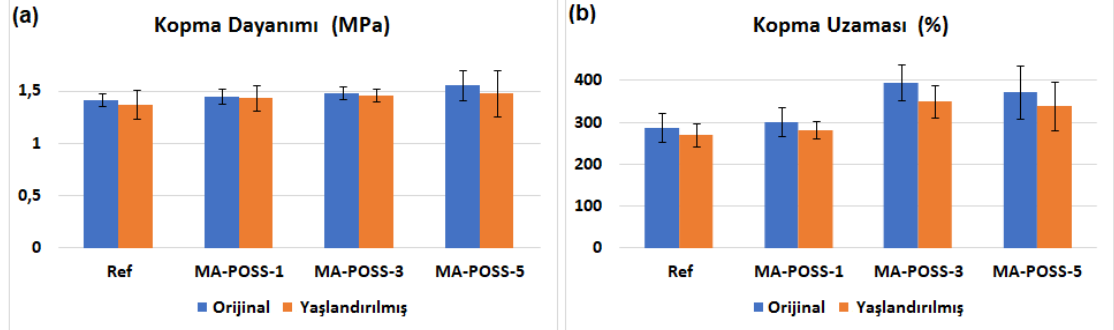 (a)
Kopma Dayanımı (MPa)
1,5
1
0,5
0
Ref MA-POSS-1 MA-POSS-3 MA-POSS-5
Orijinal Yaşlandırılmış
(b)
Kopma Uzaması (%)
400
300
200
100
0
Ref MA-POSS-1 MA-POSS-3 MA-POSS-5
Orijinal Yaşlandırılmış